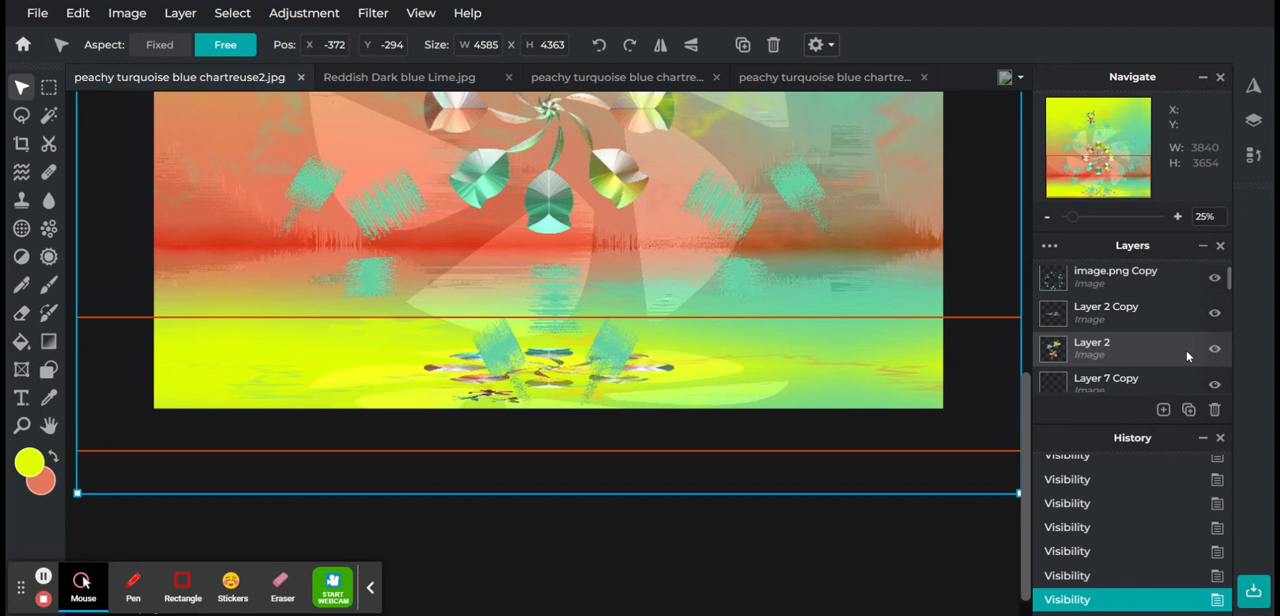 File Edit Image Layer Select Adjustment Filter View Help
Aspect: Fixed Free Pos: X -372 Y -294 Size: W 4585 X H 4363
peachy turquoise blue chartreuse2.jpg × Reddish Dark blue Lime.jpg × peachy turquoise blue chartre... × peachy turquoise blue chartre... ×
Navigate
X:
Y:
W: 3840
H: 3654
- + 25%
Layers
image.png Copy
Image
Layer 2 Copy
Image
Layer 2
Image
Layer 7 Copy
Image
History
Visibility
Visibility
Visibility
Visibility
Visibility
Visibility
Visibility
Mouse Pen Rectangle Stickers Eraser START
WEBCAM